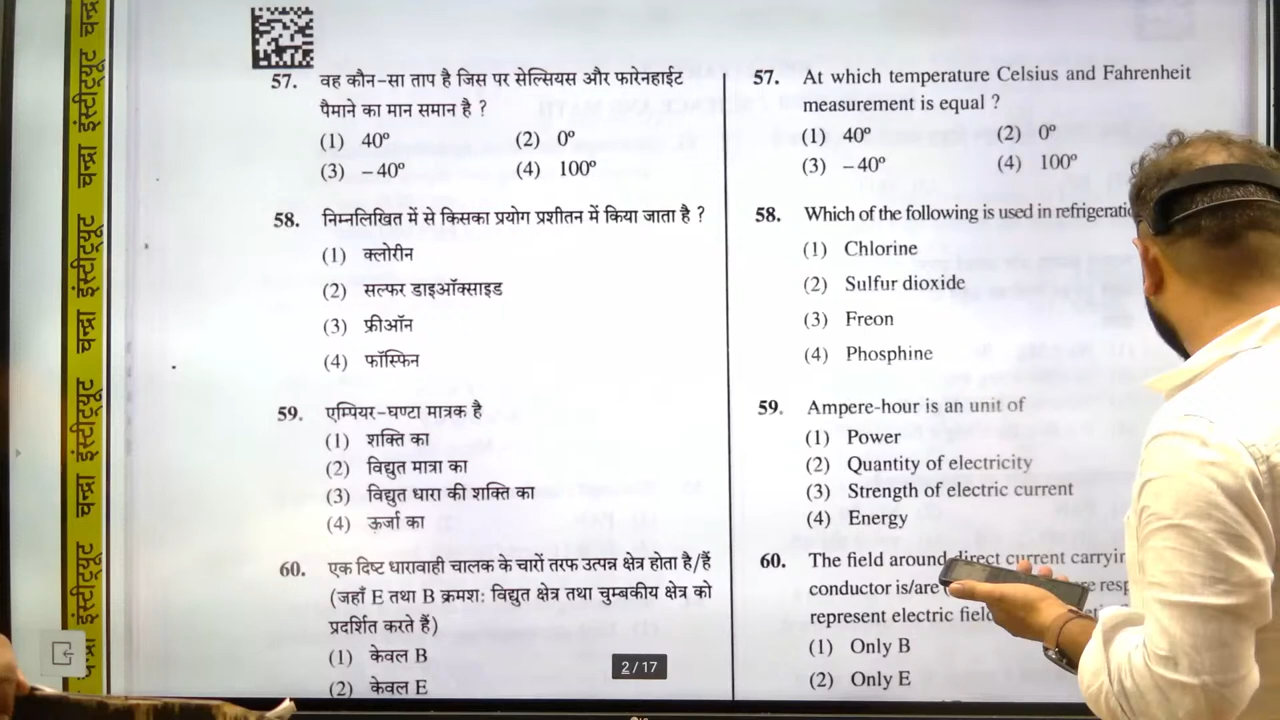 चन्द्रा इंस्टीट्यूट चन्द्रा इंस्टीट्यूट चन्द्रा इंस्टीट्यूट चन्द्रा इंस्टीट्यूट
57. वह कौन-सा ताप है जिस पर सेल्सियस और फारेनहाईट
पैमाने का मान समान है ?
(1) 40º (2) 0º
(3) –40º (4) 100º
58. निम्नलिखित में से किसका प्रयोग प्रशीतन में किया जाता है ?
(1) क्लोरीन
(2) सल्फर डाइऑक्साइड
(3) फ्रीऑन
(4) फॉस्फिन
59. एम्पियर-घण्टा मात्रक है
(1) शक्ति का
(2) विद्युत मात्रा का
(3) विद्युत धारा की शक्ति का
(4) ऊर्जा का
60. एक दिष्ट धारावाही चालक के चारों तरफ उत्पन्न क्षेत्र होता है/हैं
(जहाँ E तथा B क्रमशः विद्युत क्षेत्र तथा चुम्बकीय क्षेत्र को
प्रदर्शित करते हैं)
(1) केवल B
(2) केवल E
57. At which temperature Celsius and Fahrenheit
measurement is equal ?
(1) 40º (2) 0º
(3) –40º (4) 100º
58. Which of the following is used in
(1) Chlorine
(2) Sulfur dioxide
(3) Freon
(4) Phosphine
59. Ampere-hour is an unit of
(1) Power
(2) Quantity of electricity
(3) Strength of electric current
(4) Energy
60. The field around direct current
conductor is/are
represent electric
(1) Only B
(2) Only E
2 / 17